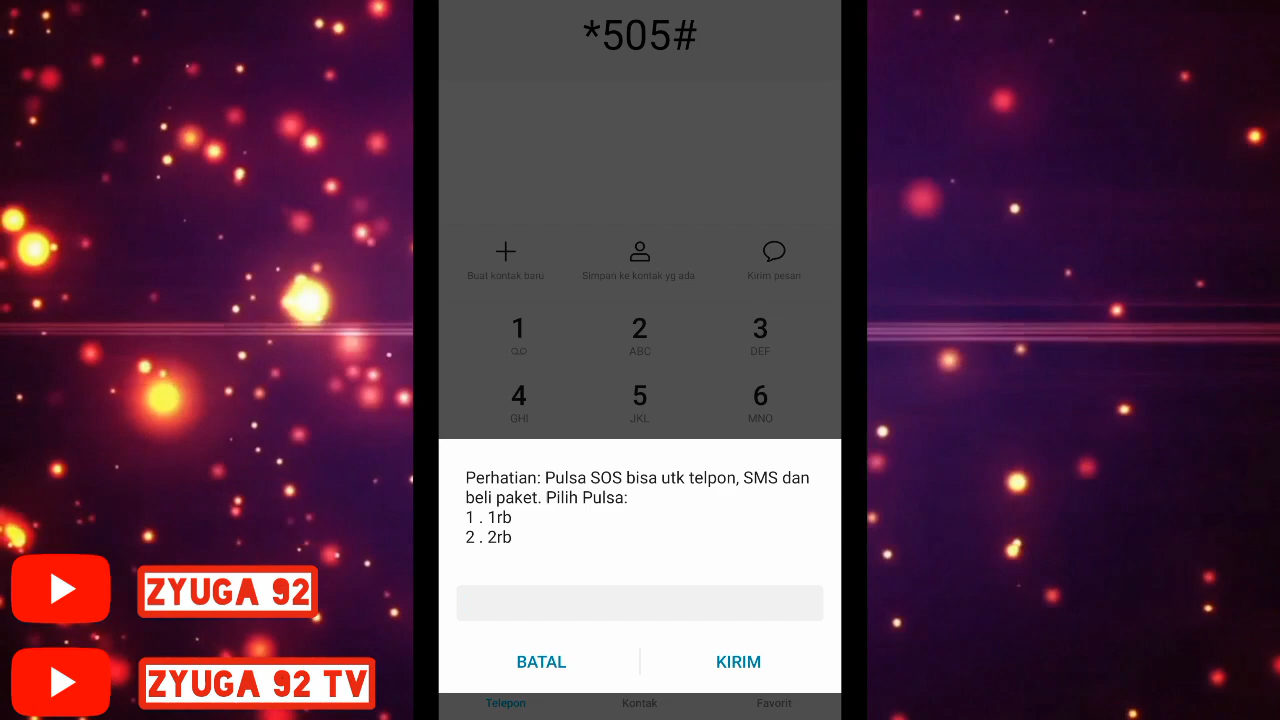 *505#
Buat kontak baru
Simpan ke kontak yg ada
Kirim pesan
1
2
3
ABC
DEF
4
5
6
GHI
JKL
MNO
Perhatian: Pulsa SOS bisa utk telpon, SMS dan
beli paket. Pilih Pulsa:
1 . 1rb
2 . 2rb
BATAL
KIRIM
Telepon
Kontak
Favorit
ZYUGA 92
ZYUGA 92 TV